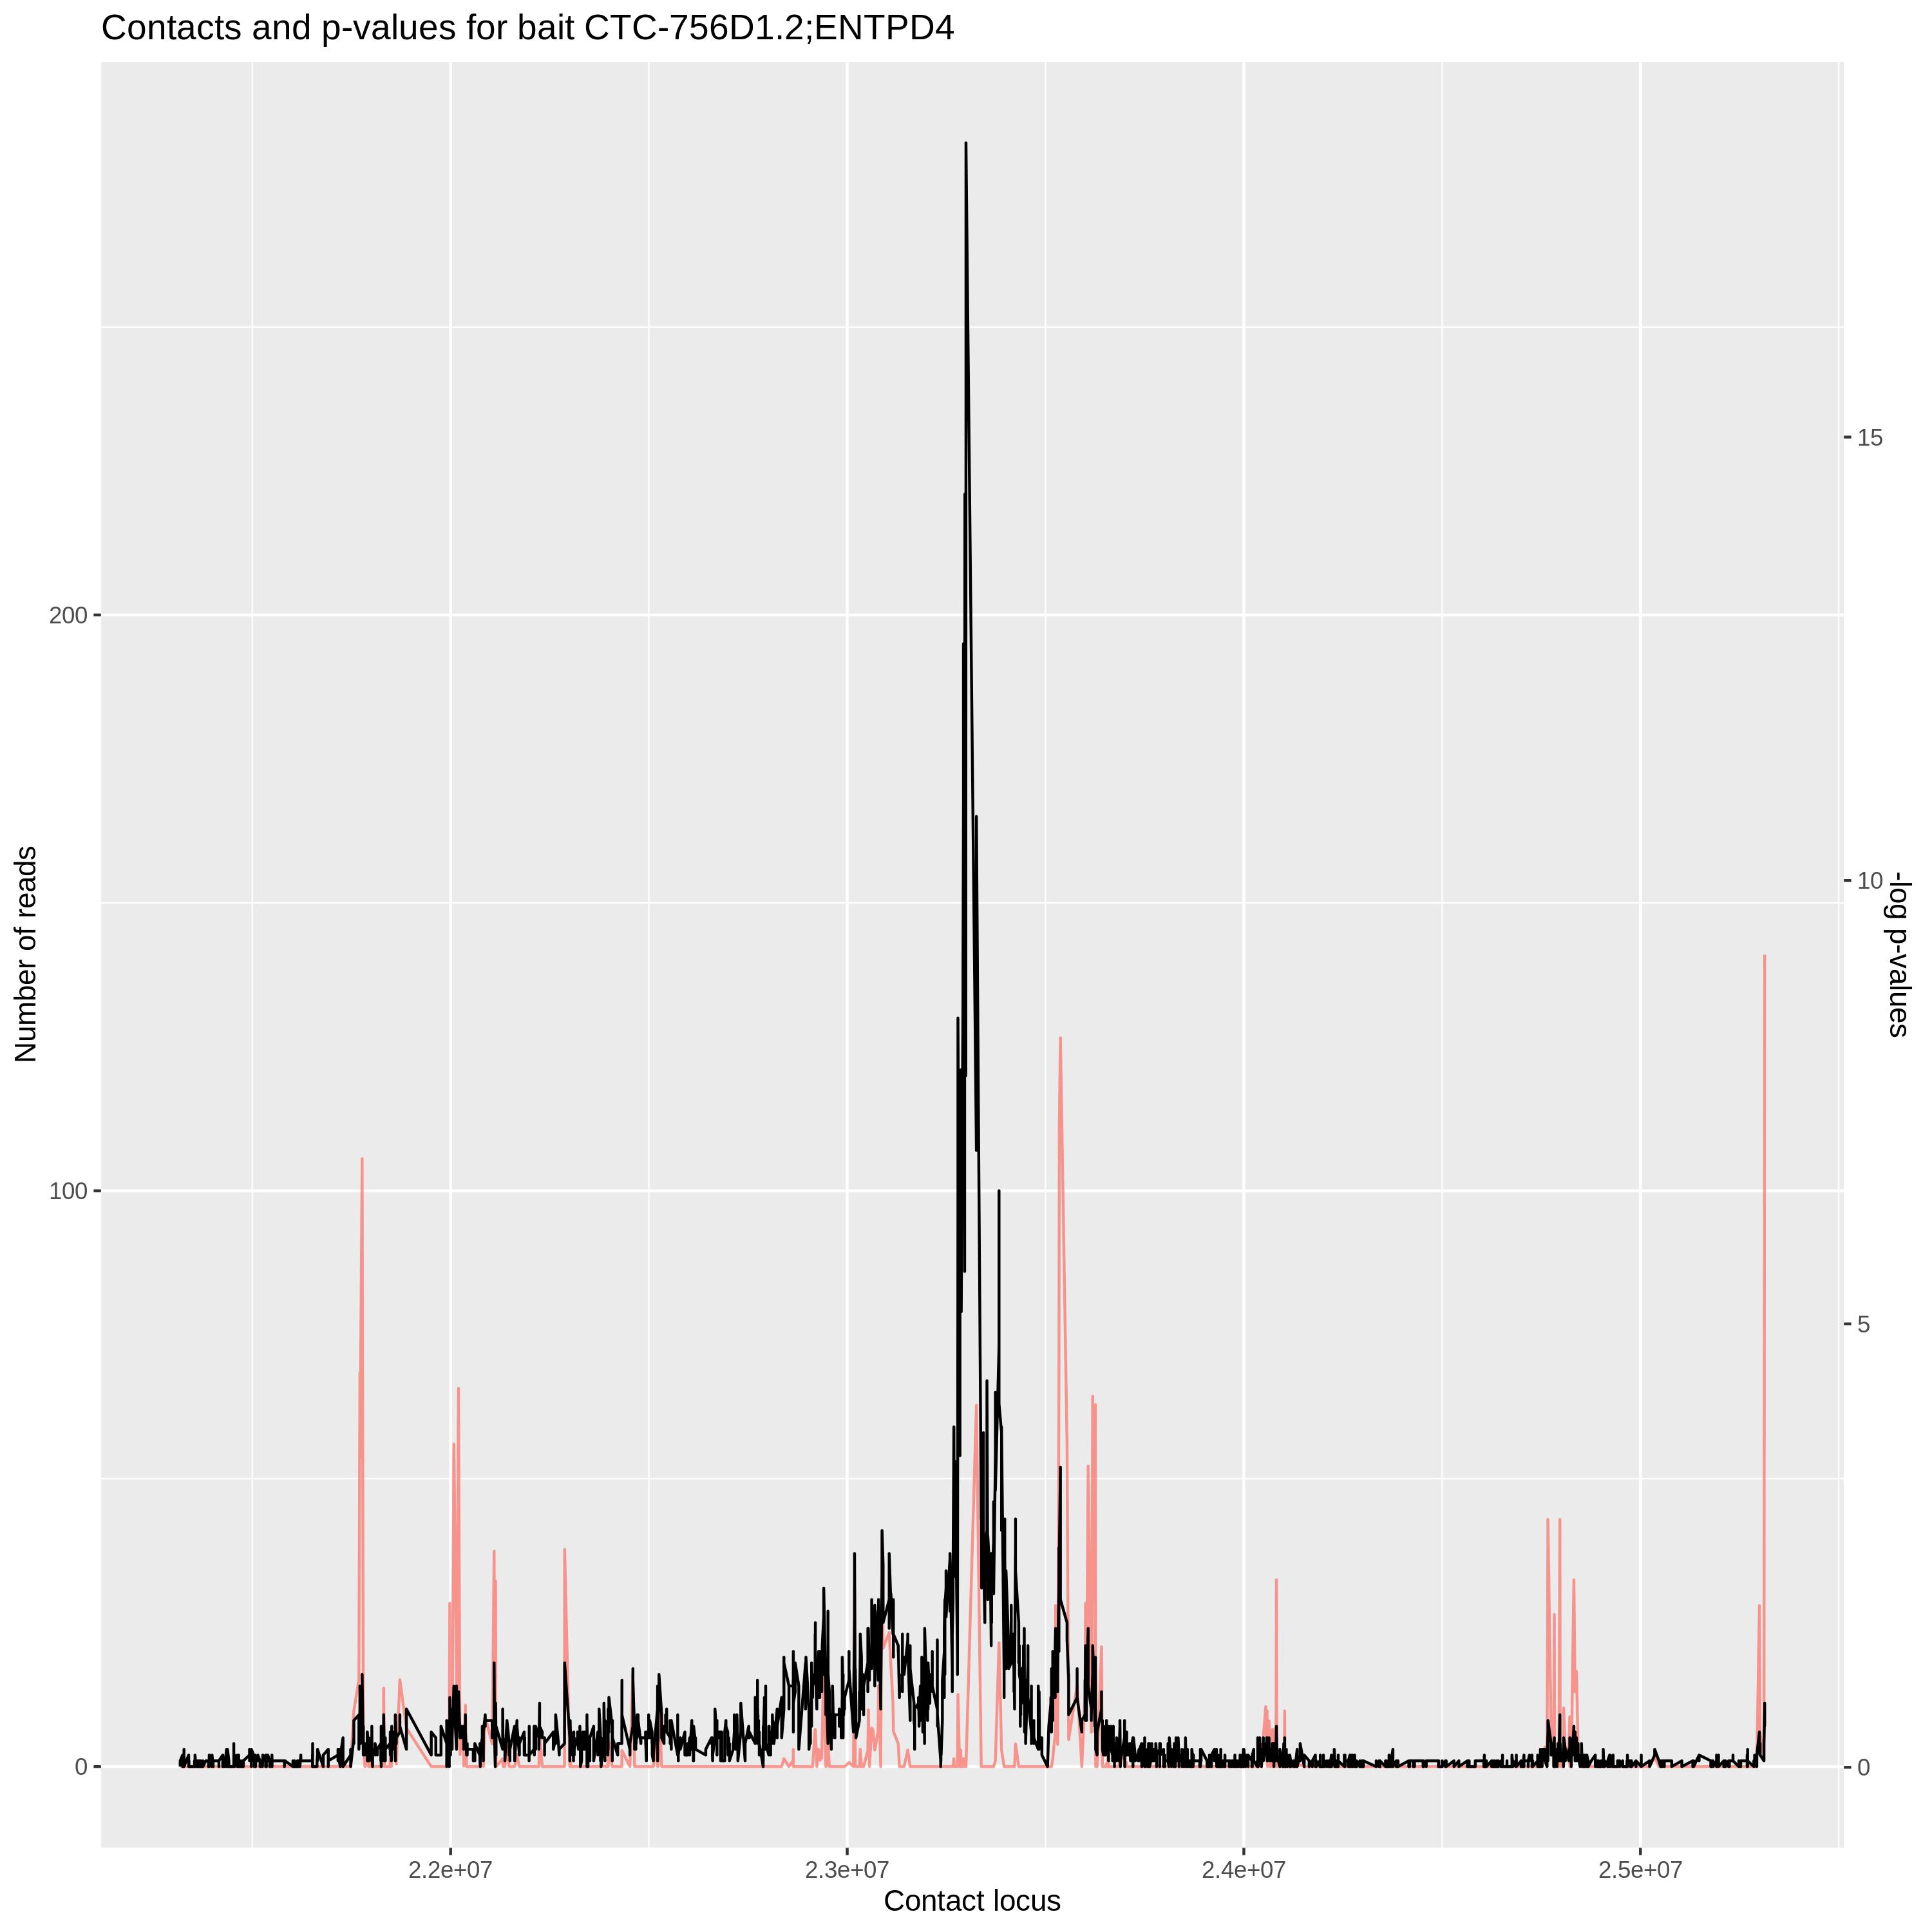 Contacts and p-values for bait CTC-756D1.2;ENTPD4
Number of reads
200
100
0
15
10
5
0
-log p-values
2.2e+07
2.3e+07
2.4e+07
2.5e+07
Contact locus